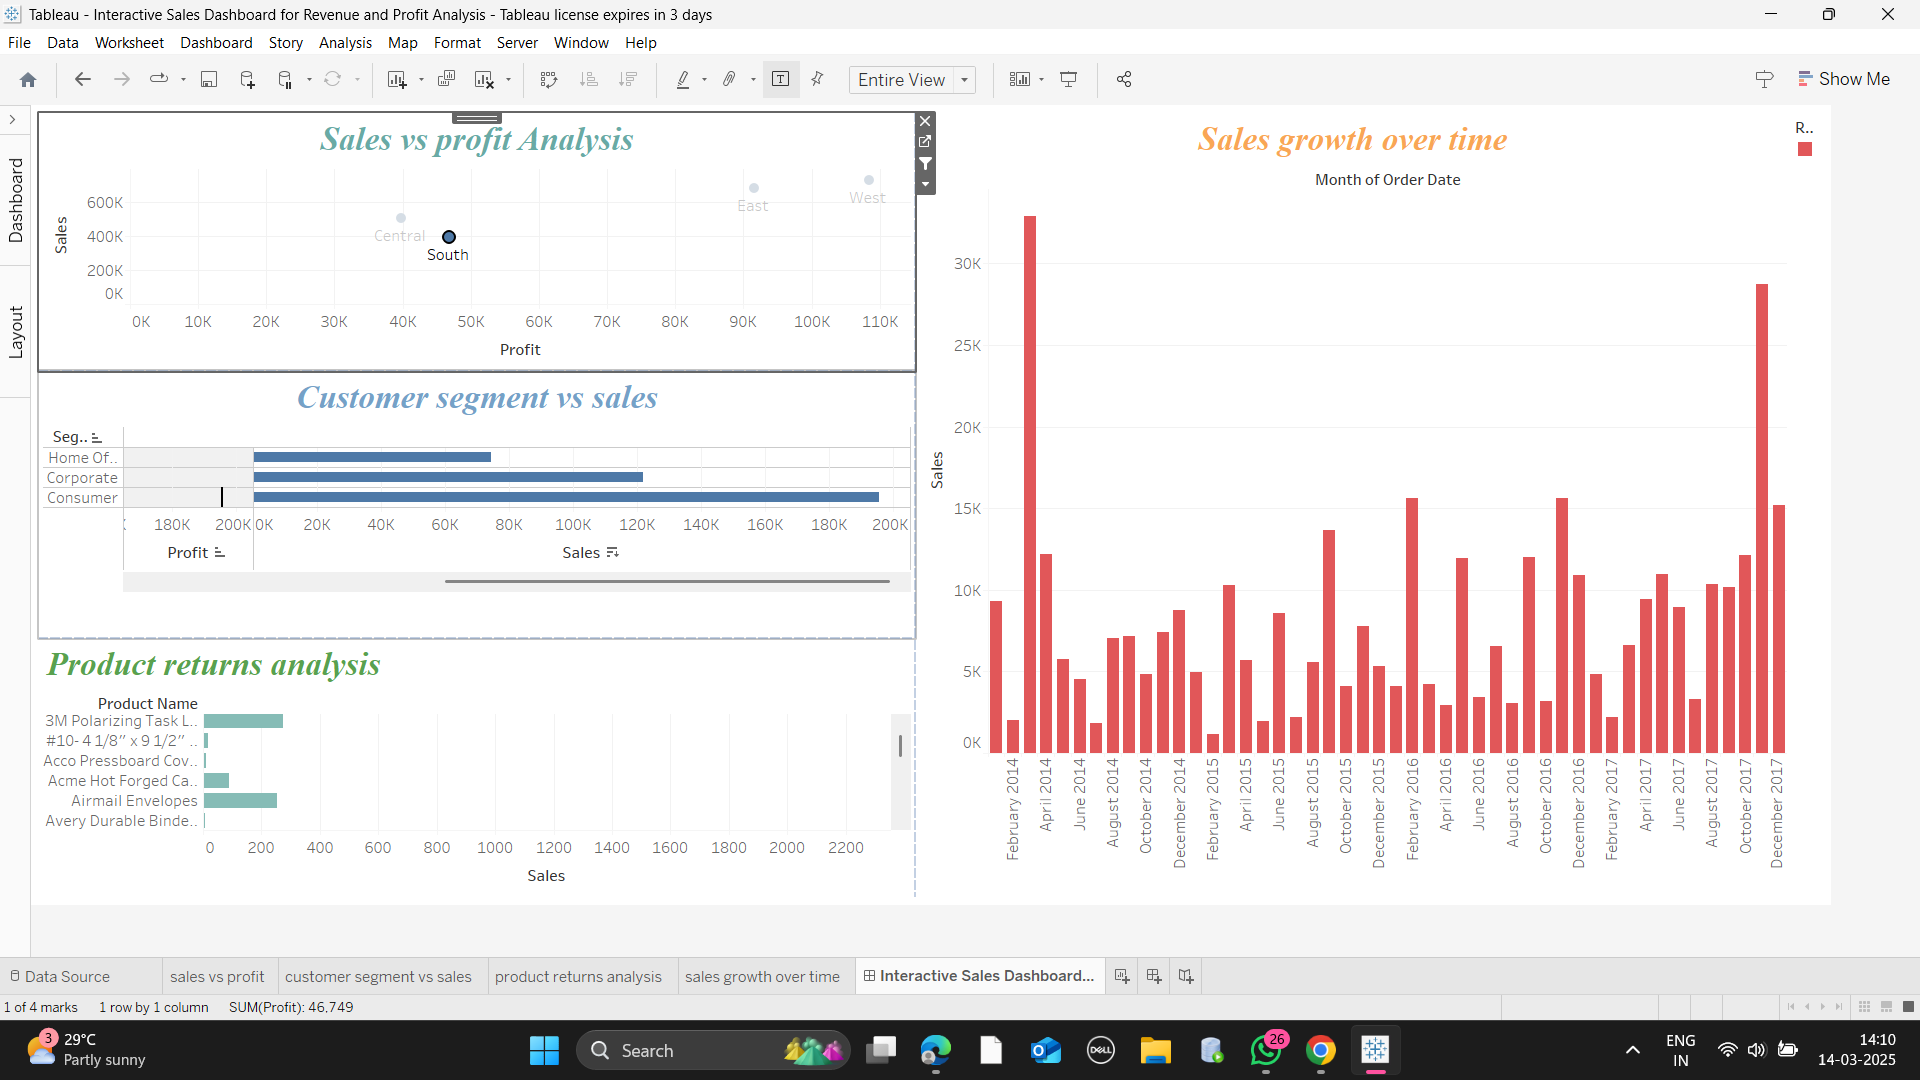 Tableau - Interactive Sales Dashboard for Revenue and Profit Analysis - Tableau license expires in 3 days
File Data Worksheet Dashboard Story Analysis Map Format Server Window Help
Entire View
Show Me
Dashboard
Layout
Sales vs profit Analysis
Sales
600K
400K
200K
0K
Central
South
East
West
0K 10K 20K 30K 40K 50K 60K 70K 80K 90K 100K 110K
Profit
Customer segment vs sales
Seg..
Home Of..
Corporate
Consumer
180K 200K 0K 20K 40K 60K 80K 100K 120K 140K 160K 180K 200K
Profit Sales
Product returns analysis
Product Name
3M Polarizing Task L..
#10- 4 1/8" x 9 1/2" ..
Acco Pressboard Cov..
Acme Hot Forged Ca..
Airmail Envelopes
Avery Durable Binde..
0 200 400 600 800 1000 1200 1400 1600 1800 2000 2200
Sales
Sales growth over time
R..
Month of Order Date
Sales
30K
25K
20K
15K
10K
5K
0K
February 2014
April 2014
June 2014
August 2014
October 2014
December 2014
February 2015
April 2015
June 2015
August 2015
October 2015
December 2015
February 2016
April 2016
June 2016
August 2016
October 2016
December 2016
February 2017
April 2017
June 2017
August 2017
October 2017
December 2017
Data Source sales vs profit customer segment vs sales product returns analysis sales growth over time Interactive Sales Dashboard...
1 of 4 marks 1 row by 1 column SUM(Profit): 46,749
3
29°C
Partly sunny
Search
DELL
26
ENG
IN
14:10
14-03-2025